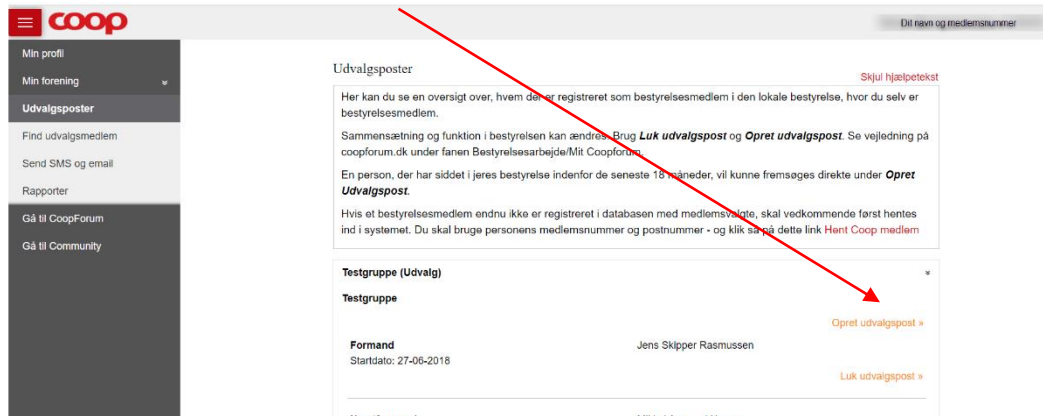 coop
Dit navn og medlemsnummer
Min profil
Min forening
Udvalgsposter
Find udvalgsmedlem
Send SMS og email
Rapporter
Gå til CoopForum
Gå til Community
Udvalgsposter
Skjul hjælpetekst
Her kan du se en oversigt over, hvem der er registreret som bestyrelsesmedlem i den lokale bestyrelse, hvor du selv er
bestyrelsesmedlem.
Sammensætning og funktion i bestyrelsen kan ændres. Brug Luk udvalgspost og Opret udvalgspost. Se vejledning på
coopforum.dk under fanen Bestyrelsesarbejde/Mit Coopforum.
En person, der har siddet i jeres bestyrelse indenfor de seneste 18 måneder, vil kunne fremsøges direkte under Opret
Udvalgspost.
Hvis et bestyrelsesmedlem endnu ikke er registreret i databasen med medlemsvalgte, skal vedkommende først hentes
ind i systemet. Du skal bruge personens medlemsnummer og postnummer - og klik så på dette link Hent Coop medlem
Testgruppe (Udvalg)
Testgruppe
Opret udvalgspost »
Formand Jens Skipper Rasmussen
Startdato: 27-06-2018
Luk udvalgspost »